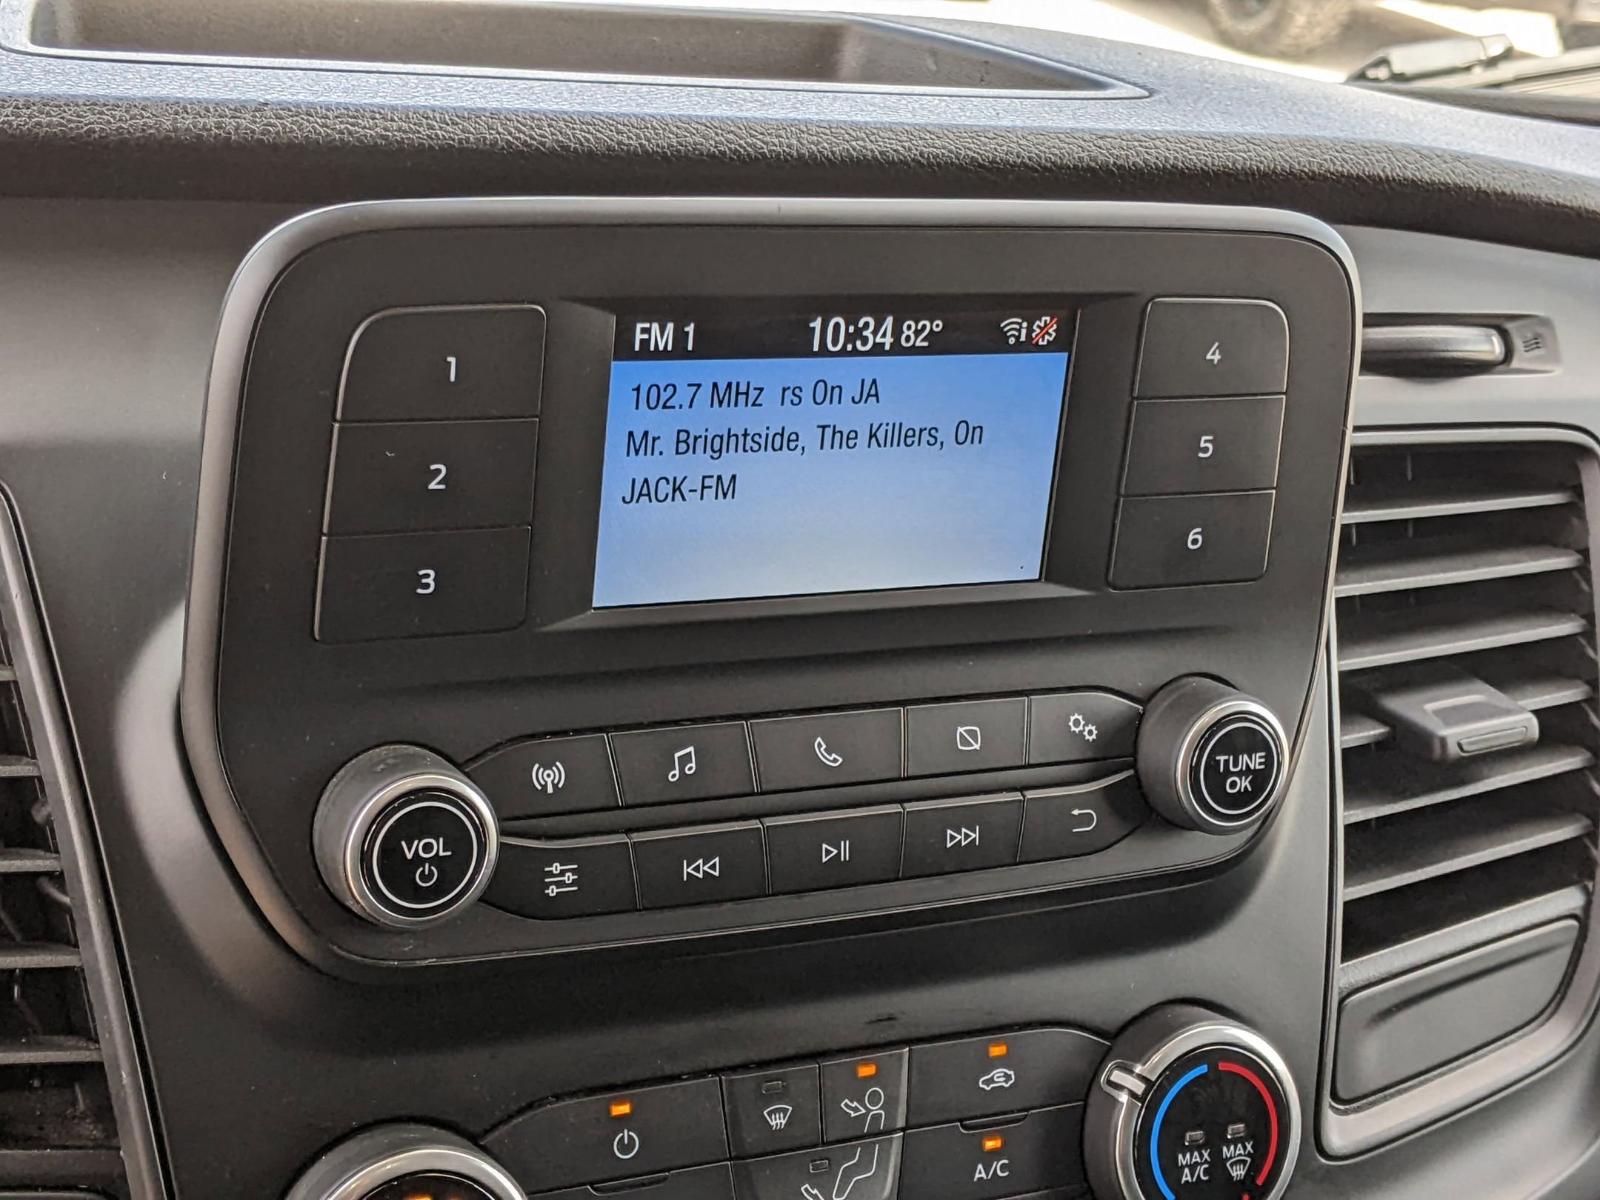 FM 1 10:34 82°
102.7 MHz rs On JA
Mr. Brightside, The Killers, On
JACK-FM
1
2
3
4
5
6
VOL
TUNE
OK
A/C
MAX
A/C
MAX